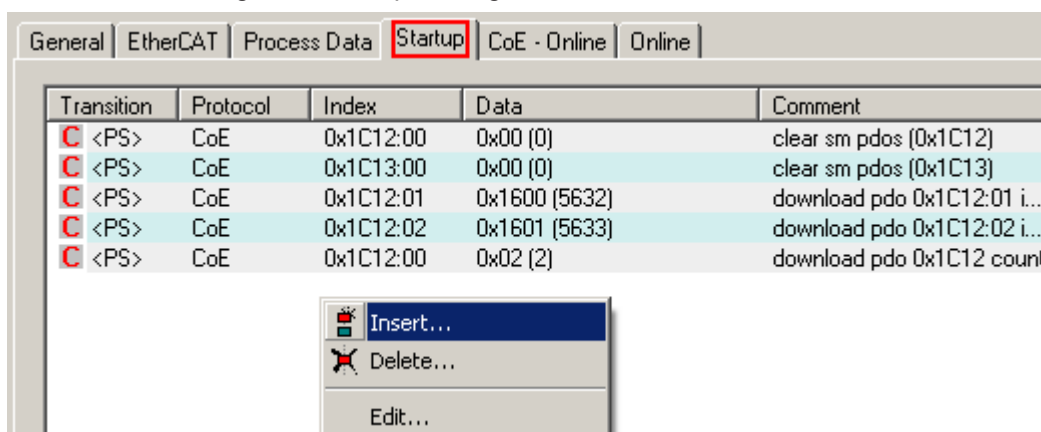 General EtherCAT Process Data Startup CoE - Online Online
Transition Protocol Index Data Comment
C <PS> CoE 0x1C12:00 0x00 (0) clear sm pdos (0x1C12)
C <PS> CoE 0x1C13:00 0x00 (0) clear sm pdos (0x1C13)
C <PS> CoE 0x1C12:01 0x1600 (5632) download pdo 0x1C12:01 i...
C <PS> CoE 0x1C12:02 0x1601 (5633) download pdo 0x1C12:02 i...
C <PS> CoE 0x1C12:00 0x02 (2) download pdo 0x1C12 count
Insert...
Delete...
Edit...